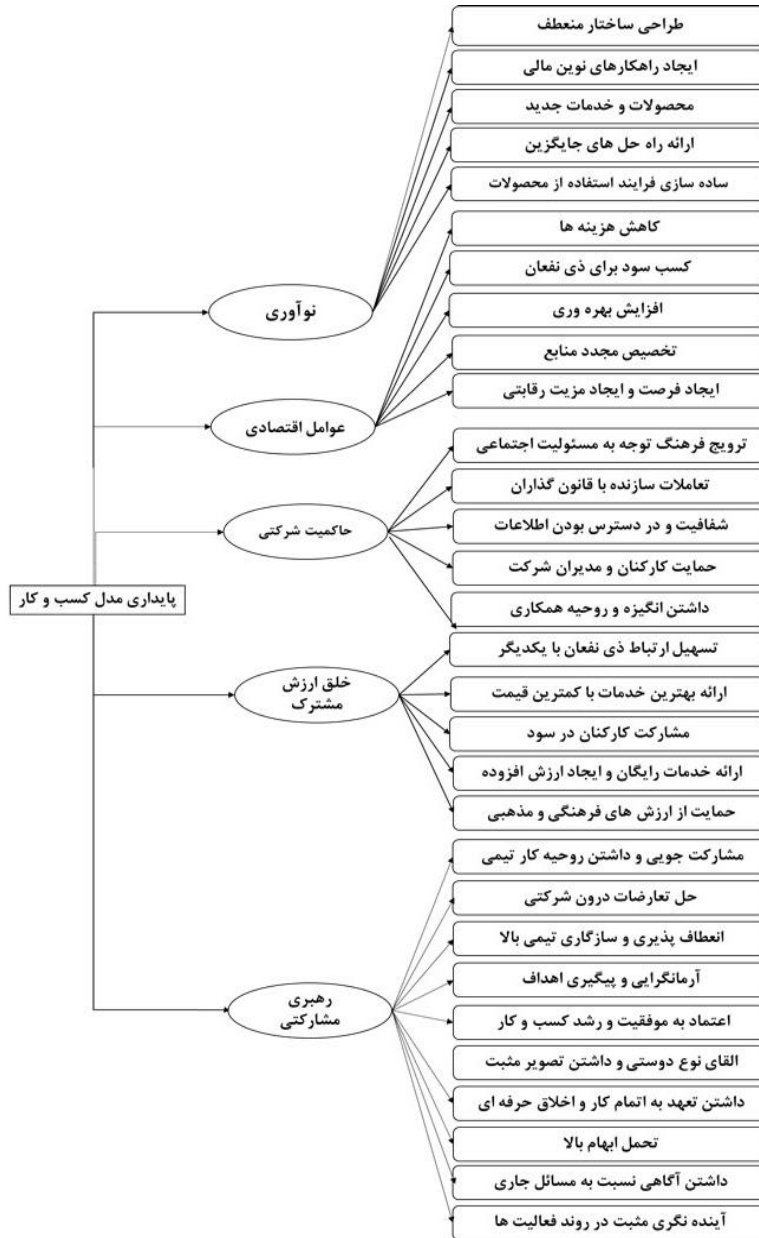 پایداری مدل کسب و کار
نوآوری
طراحی ساختار منعطف
ایجاد راهکارهای نوین مالی
محصولات و خدمات جدید
ارائه راه حل های جایگزین
ساده سازی فرایند استفاده از محصولات
عوامل اقتصادی
کاهش هزینه ها
کسب سود برای ذی نفعان
افزایش بهره وری
تخصیص مجدد منابع
ایجاد فرصت و ایجاد مزیت رقابتی
حاکمیت شرکتی
ترویج فرهنگ توجه به مسئولیت اجتماعی
تعاملات سازنده با قانون گذاران
شفافیت و در دسترس بودن اطلاعات
حمایت کارکنان و مدیران شرکت
داشتن انگیزه و روحیه همکاری
خلق ارزش
مشترک
تسهیل ارتباط ذی نفعان با یکدیگر
ارائه بهترین خدمات با کمترین قیمت
مشارکت کارکنان در سود
ارائه خدمات رایگان و ایجاد ارزش افزوده
حمایت از ارزش های فرهنگی و مذهبی
رهبری
مشارکتی
مشارکت جویی و داشتن روحیه کار تیمی
حل تعارضات درون شرکتی
انعطاف پذیری و سازگاری تیمی بالا
آرمانگرایی و پیگیری اهداف
اعتماد به موفقیت و رشد کسب و کار
القای نوع دوستی و داشتن تصویر مثبت
داشتن تعهد به اتمام کار و اخلاق حرفه ای
تحمل ابهام بالا
داشتن آگاهی نسبت به مسائل جاری
آینده نگری مثبت در روند فعالیت ها